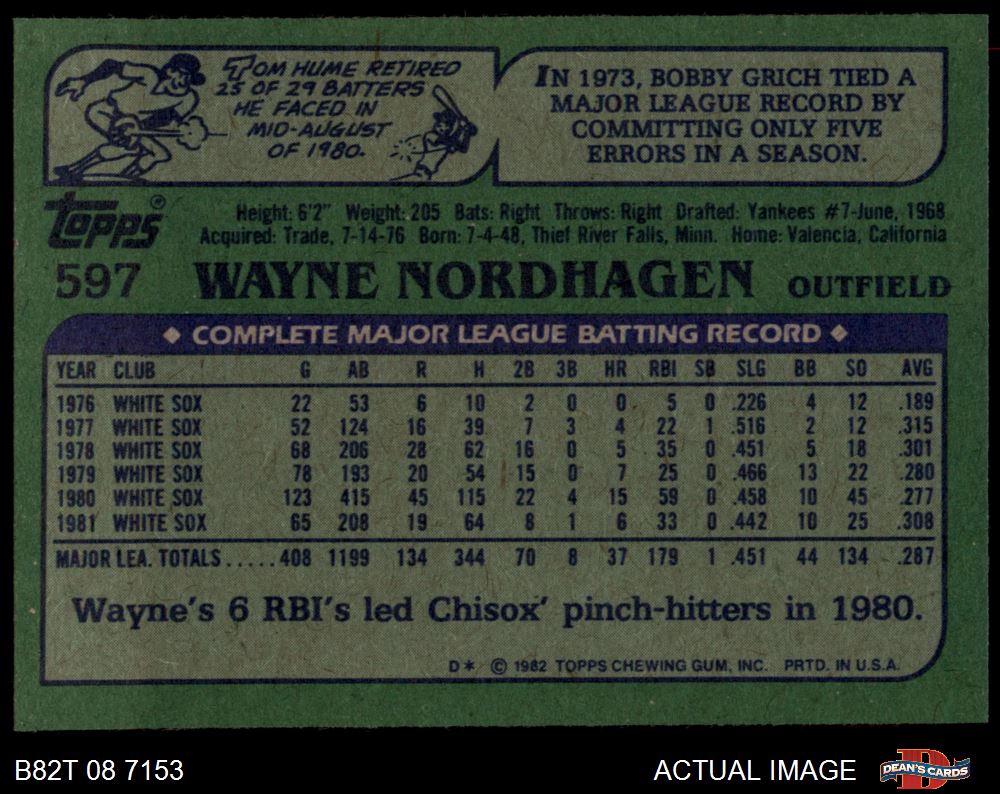 TOM HUME RETIRED
25 OF 29 BATTERS
HE FACED IN
MID-AUGUST
OF 1980.
IN 1973, BOBBY GRICH TIED A
MAJOR LEAGUE RECORD BY
COMMITTING ONLY FIVE
ERRORS IN A SEASON.
topps®
Height: 6'2" Weight: 205 Bats: Right Throws: Right Drafted: Yankees #7-June, 1968
Acquired: Trade, 7-14-76 Born: 7-4-48, Thief River Falls, Minn. Home: Valencia, California
597 WAYNE NORDHAGEN OUTFIELD
◆ COMPLETE MAJOR LEAGUE BATTING RECORD ◆
YEAR CLUB G AB R H 2B 3B HR RBI SB SLG BB SO AVG
1976 WHITE SOX 22 53 6 10 2 0 0 5 0 .226 4 12 .189
1977 WHITE SOX 52 124 16 39 7 3 4 22 1 .516 2 12 .315
1978 WHITE SOX 68 206 28 62 16 0 5 35 0 .451 5 18 .301
1979 WHITE SOX 78 193 20 54 15 0 7 25 0 .466 13 22 .280
1980 WHITE SOX 123 415 45 115 22 4 15 59 0 .458 10 45 .277
1981 WHITE SOX 65 208 19 64 8 1 6 33 0 .442 10 25 .308
MAJOR LEA. TOTALS.....408 1199 134 344 70 8 37 179 1 .451 44 134 .287
Wayne's 6 RBI's led Chisox' pinch-hitters in 1980.
D* © 1982 TOPPS CHEWING GUM, INC. PRTD. IN U.S.A.
B82T 08 7153 ACTUAL IMAGE DEAN'S CARDS